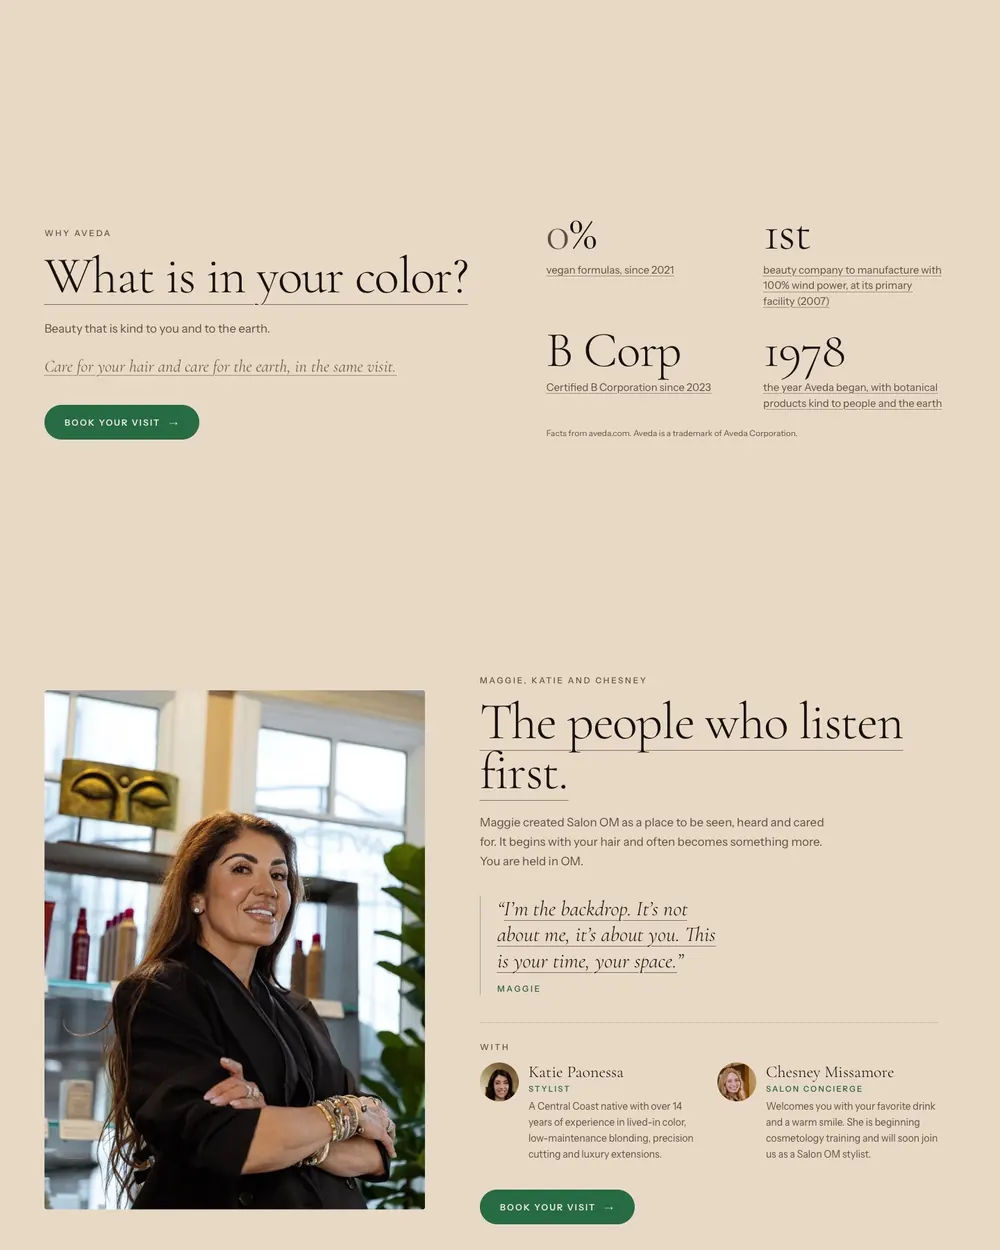 WHY AVEDA
What is in your color?
Beauty that is kind to you and to the earth.
Care for your hair and care for the earth, in the same visit.
BOOK YOUR VISIT →
0%
vegan formulas, since 2021
1st
beauty company to manufacture with
100% wind power, at its primary
facility (2007)
B Corp
Certified B Corporation since 2023
1978
the year Aveda began, with botanical
products kind to people and the earth
Facts from aveda.com. Aveda is a trademark of Aveda Corporation.
MAGGIE, KATIE AND CHESNEY
The people who listen
first.
Maggie created Salon OM as a place to be seen, heard and cared
for. It begins with your hair and often becomes something more.
You are held in OM.
“I’m the backdrop. It’s not
about me, it’s about you. This
is your time, your space.”
MAGGIE
WITH
Katie Paonessa
STYLIST
A Central Coast native with over 14
years of experience in lived-in color,
low-maintenance blonding, precision
cutting and luxury extensions.
Chesney Missamore
SALON CONCIERGE
Welcomes you with your favorite drink
and a warm smile. She is beginning
cosmetology training and will soon join
us as a Salon OM stylist.
BOOK YOUR VISIT →